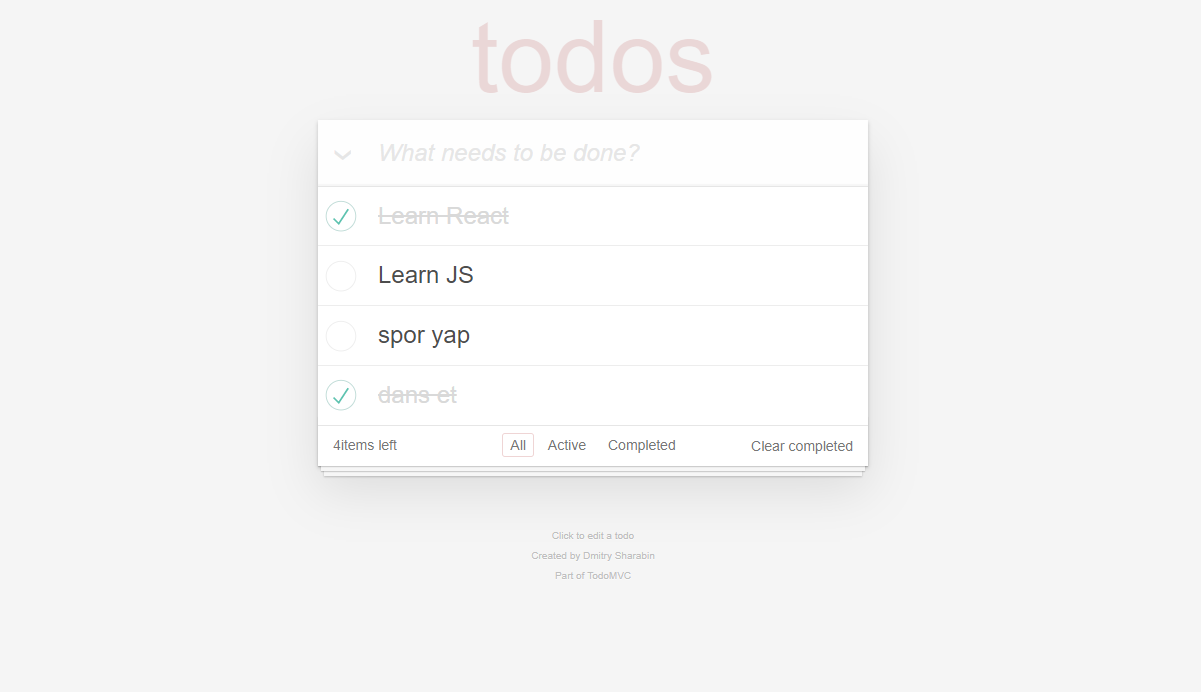 todos
What needs to be done?
Learn React
Learn JS
spor yap
dans et
4items left All Active Completed Clear completed
Click to edit a todo
Created by Dmitry Sharabin
Part of TodoMVC